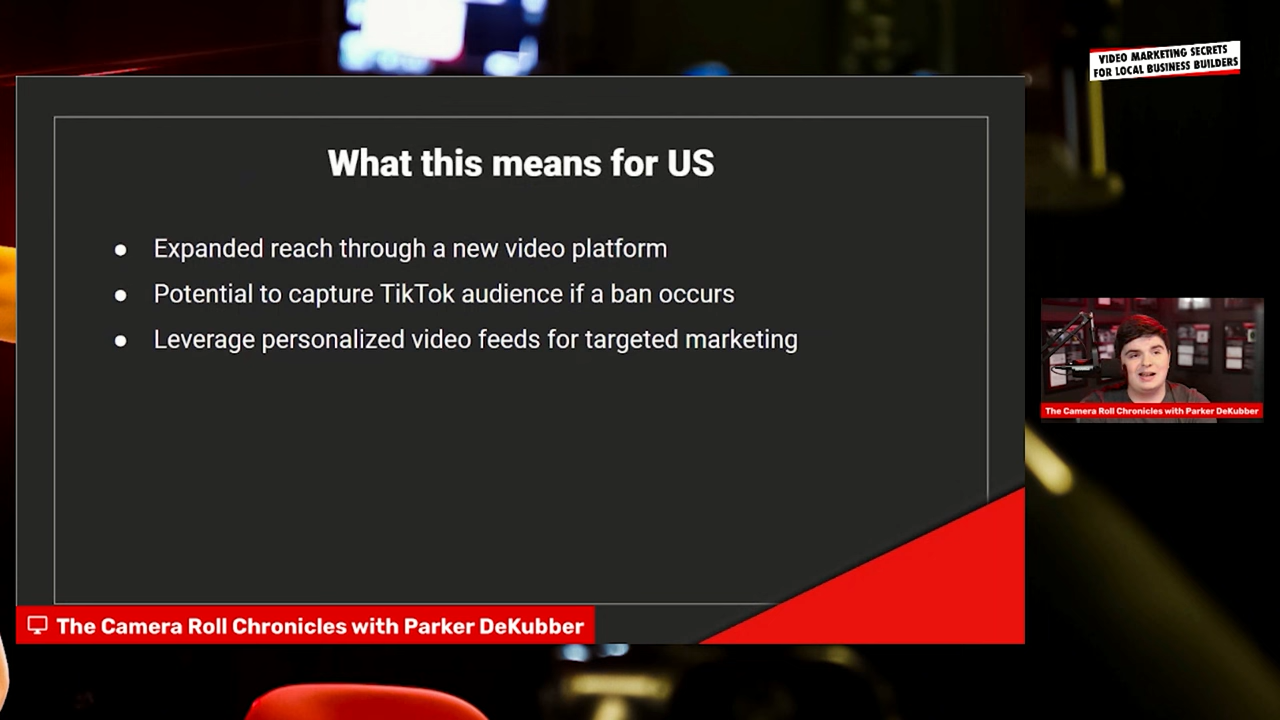 VIDEO MARKETING SECRETS
FOR LOCAL BUSINESS BUILDERS
What this means for US
● Expanded reach through a new video platform
● Potential to capture TikTok audience if a ban occurs
● Leverage personalized video feeds for targeted marketing
The Camera Roll Chronicles with Parker DeKubber
The Camera Roll Chronicles with Parker DeKubber